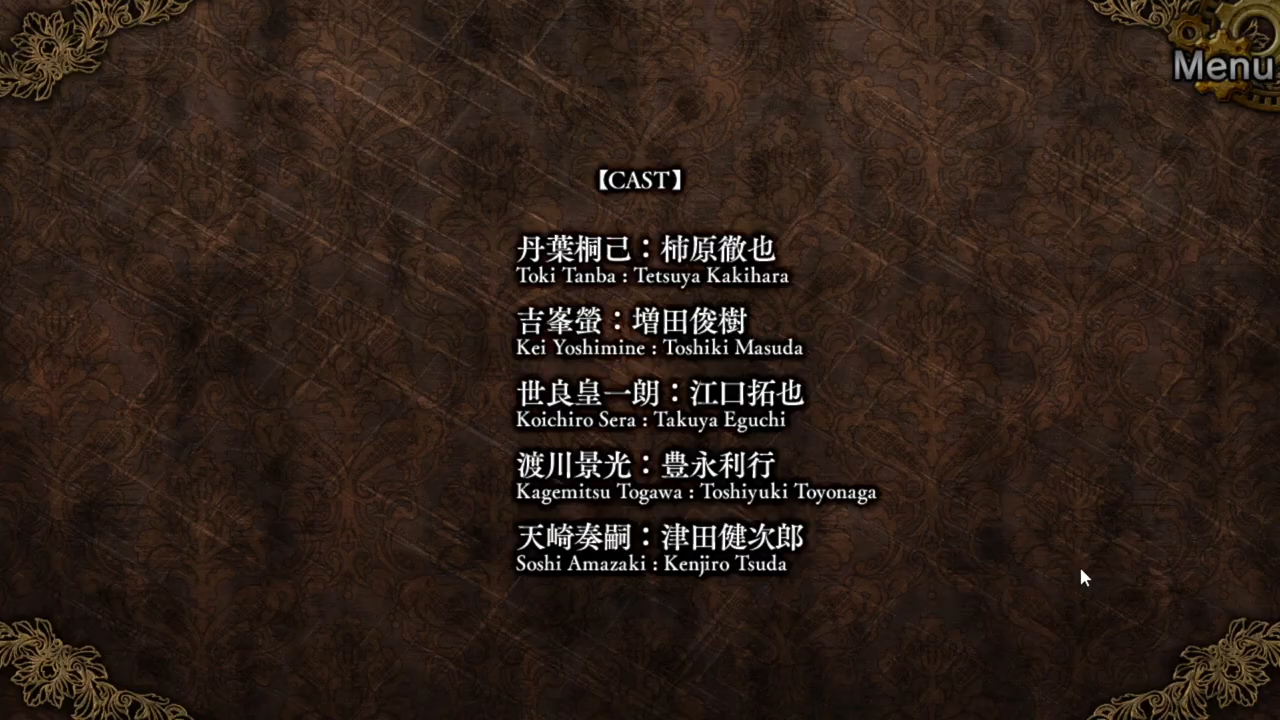 Menu
【CAST】
丹葉桐己：柿原徹也
Toki Tanba : Tetsuya Kakihara
吉峯螢：増田俊樹
Kei Yoshimine : Toshiki Masuda
世良皇一朗：江口拓也
Koichiro Sera : Takuya Eguchi
渡川景光：豊永利行
Kagemitsu Togawa : Toshiyuki Toyonaga
天崎奏嗣：津田健次郎
Soshi Amazaki : Kenjiro Tsuda